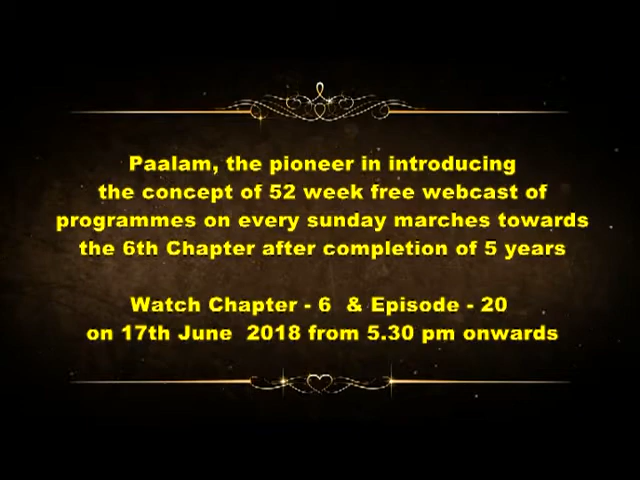 Paalam, the pioneer in introducing
the concept of 52 week free webcast of
programmes on every sunday marches towards
the 6th Chapter after completion of 5 years
Watch Chapter - 6 & Episode - 20
on 17th June 2018 from 5.30 pm onwards